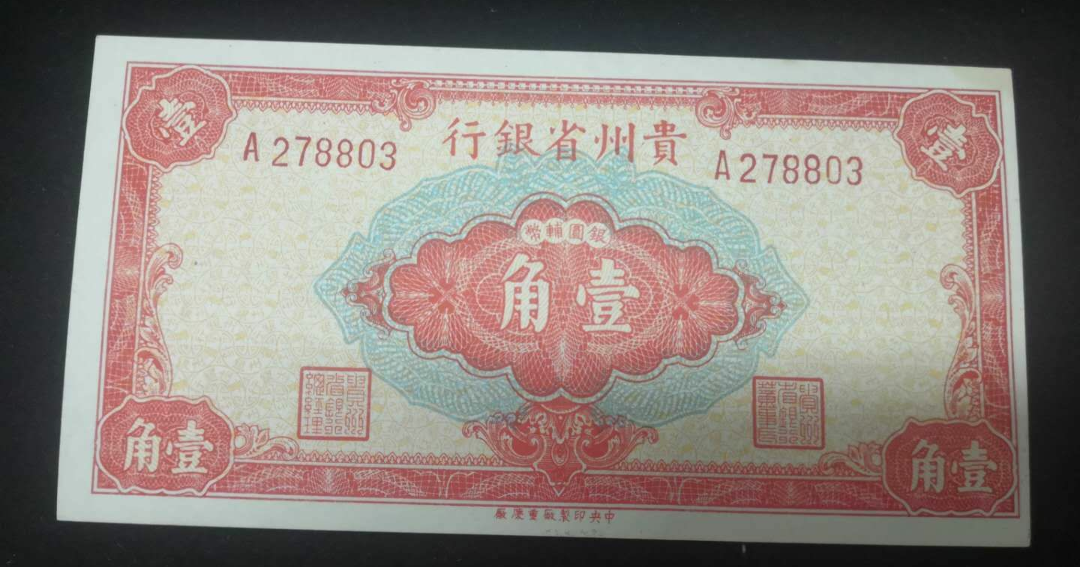 壹 壹
貴州省銀行
A278803 A278803
銀圓輔幣
壹角
壹角 壹角
中央印製廠重慶廠